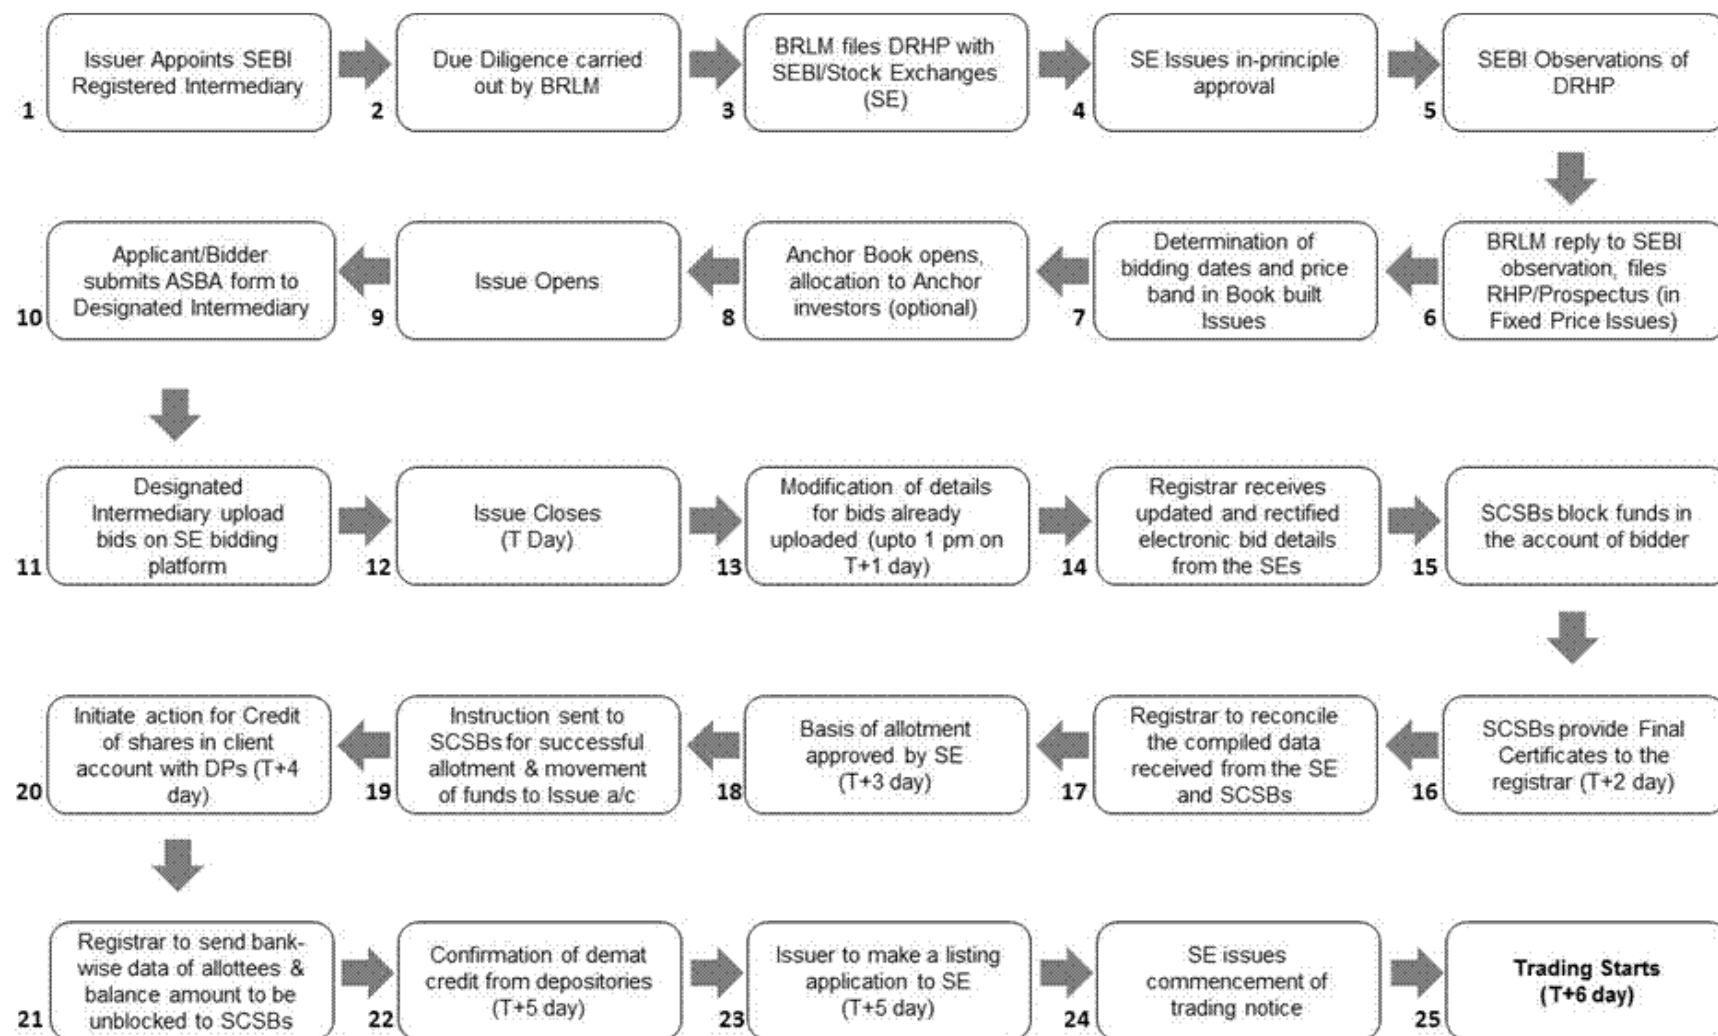 1
Issuer Appoints SEBI
Registered Intermediary
2
Due Diligence carried
out by BRLM
3
BRLM files DRHP with
SEBI/Stock Exchanges
(SE)
4
SE Issues in-principle
approval
5
SEBI Observations of
DRHP
6
BRLM reply to SEBI
observation, files
RHP/Prospectus (in
Fixed Price Issues)
7
Determination of
bidding dates and price
band in Book built
Issues
8
Anchor Book opens,
allocation to Anchor
investors (optional)
9
Issue Opens
10
Applicant/Bidder
submits ASBA form to
Designated Intermediary
11
Designated
Intermediary upload
bids on SE bidding
platform
12
Issue Closes
(T Day)
13
Modification of details
for bids already
uploaded (upto 1 pm on
T+1 day)
14
Registrar receives
updated and rectified
electronic bid details
from the SEs
15
SCSBs block funds in
the account of bidder
16
SCSBs provide Final
Certificates to the
registrar (T+2 day)
17
Registrar to reconcile
the compiled data
received from the SE
and SCSBs
18
Basis of allotment
approved by SE
(T+3 day)
19
Instruction sent to
SCSBs for successful
allotment & movement
of funds to Issue a/c
20
Initiate action for Credit
of shares in client
account with DPs (T+4
day)
21
Registrar to send bank-
wise data of allottees &
balance amount to be
unblocked to SCSBs
22
Confirmation of demat
credit from depositories
(T+5 day)
23
Issuer to make a listing
application to SE
(T+5 day)
24
SE issues
commencement of
trading notice
25
Trading Starts
(T+6 day)